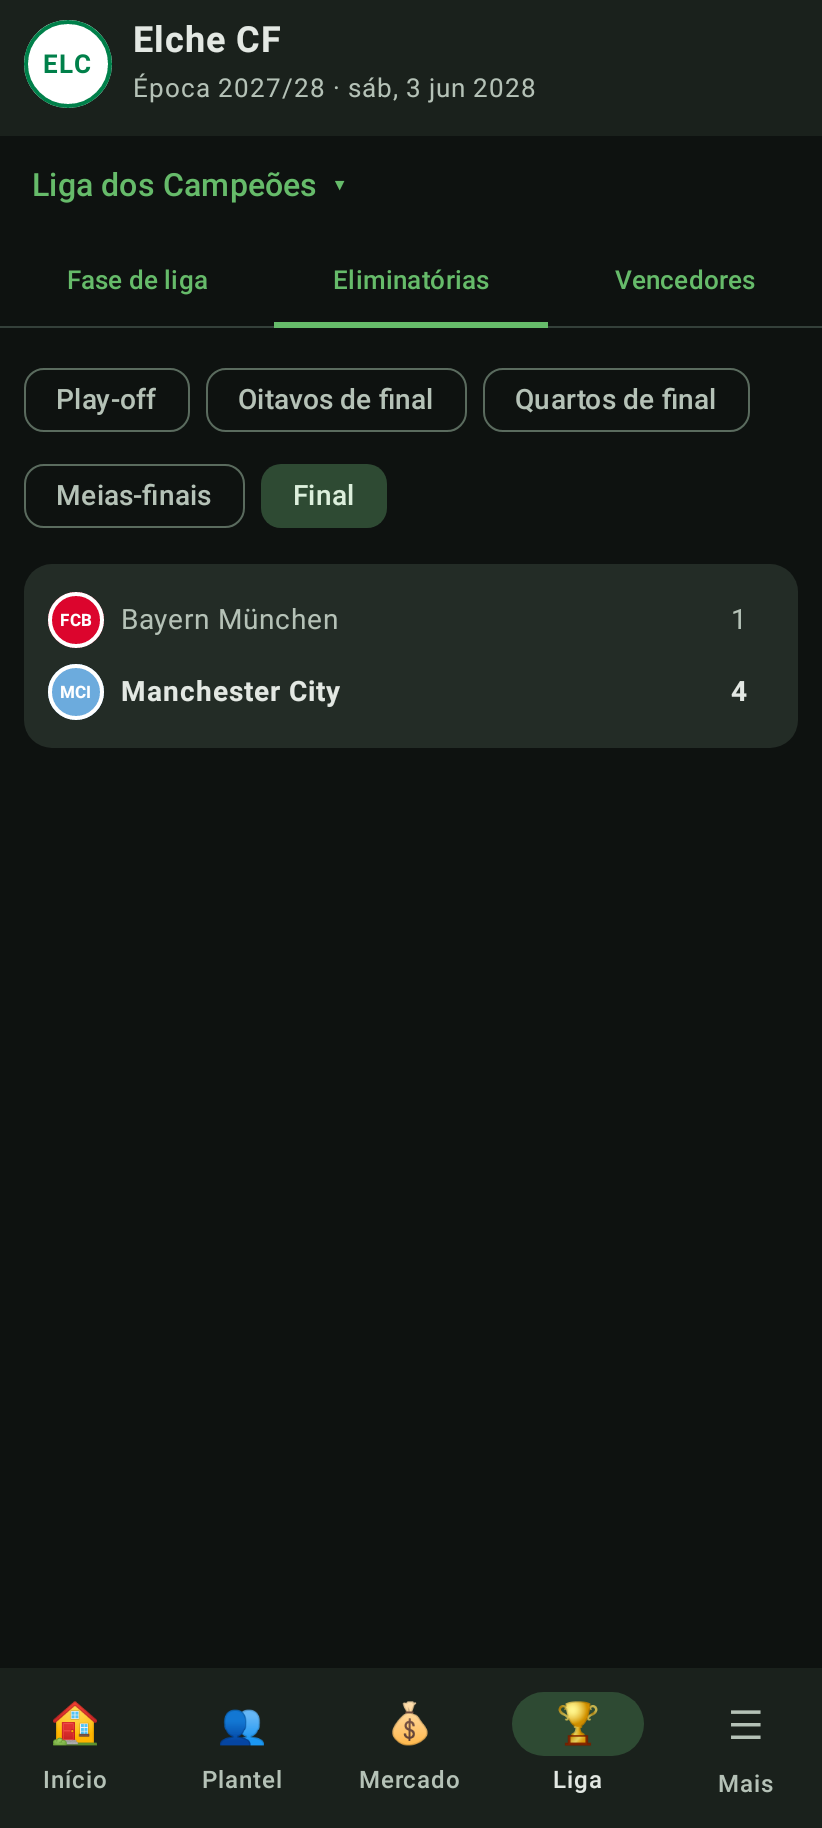 ELC
Elche CF
Época 2027/28 · sáb, 3 jun 2028
Liga dos Campeões ▾
Fase de liga Eliminatórias Vencedores
Play-off Oitavos de final Quartos de final
Meias-finais Final
FCB Bayern München 1
MCI Manchester City 4
Início Plantel Mercado Liga Mais